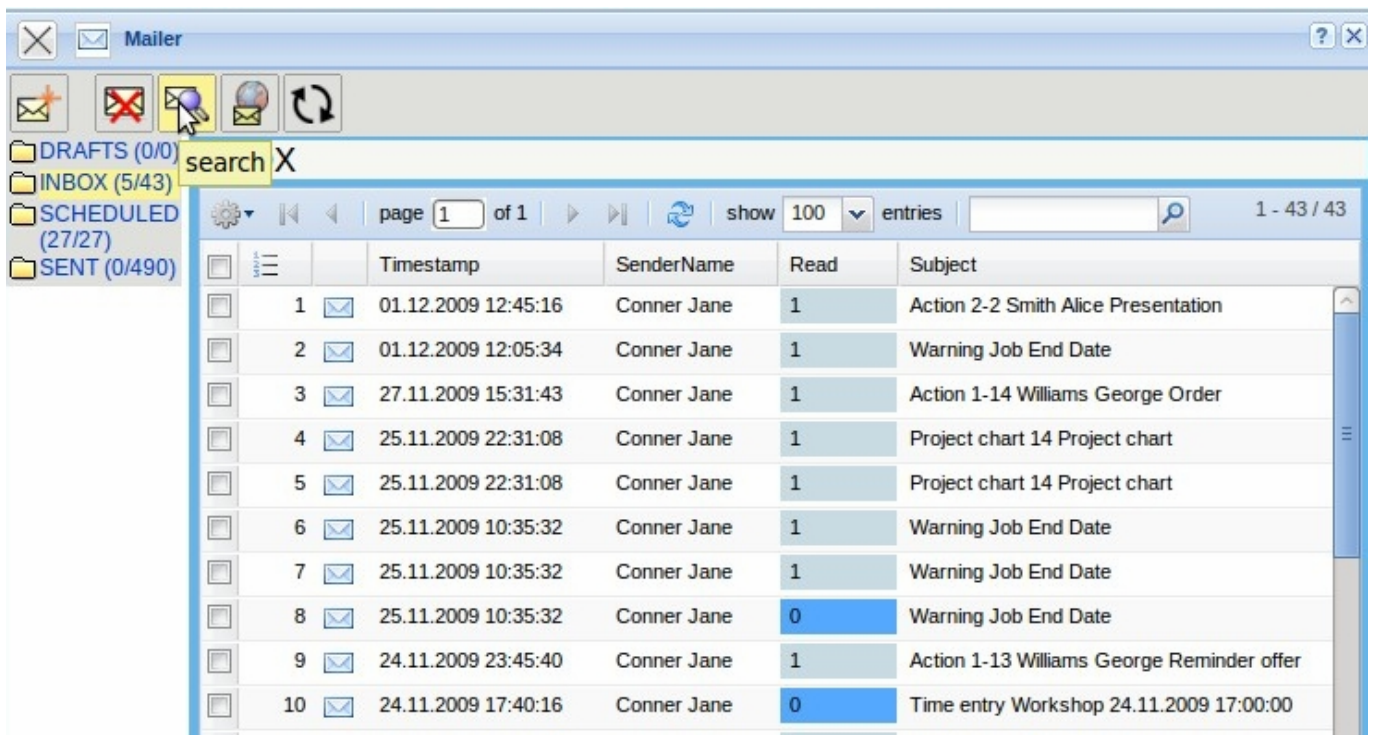 Mailer
?
DRAFTS (0/0)
search X
INBOX (5/43)
SCHEDULED
(27/27)
SENT (0/490)
page 1 of 1 show 100 entries 1 - 43 / 43
Timestamp SenderName Read Subject
1 01.12.2009 12:45:16 Conner Jane 1 Action 2-2 Smith Alice Presentation
2 01.12.2009 12:05:34 Conner Jane 1 Warning Job End Date
3 27.11.2009 15:31:43 Conner Jane 1 Action 1-14 Williams George Order
4 25.11.2009 22:31:08 Conner Jane 1 Project chart 14 Project chart
5 25.11.2009 22:31:08 Conner Jane 1 Project chart 14 Project chart
6 25.11.2009 10:35:32 Conner Jane 1 Warning Job End Date
7 25.11.2009 10:35:32 Conner Jane 1 Warning Job End Date
8 25.11.2009 10:35:32 Conner Jane 0 Warning Job End Date
9 24.11.2009 23:45:40 Conner Jane 1 Action 1-13 Williams George Reminder offer
10 24.11.2009 17:40:16 Conner Jane 0 Time entry Workshop 24.11.2009 17:00:00